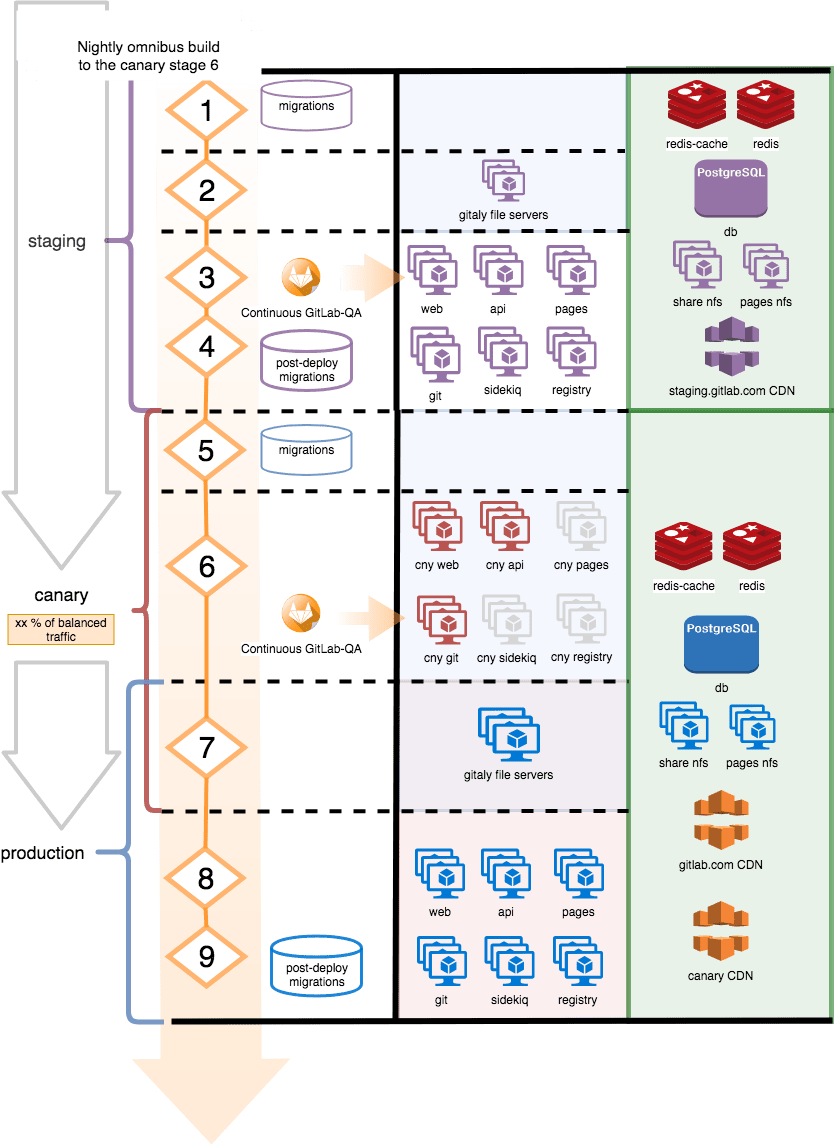 Nightly omnibus build
to the canary stage 6
1
migrations
redis-cache
redis
2
gitaly file servers
PostgreSQL
db
staging
3
Continuous GitLab-QA
web
api
pages
share nfs
pages nfs
4
post-deploy
migrations
git
sidekiq
registry
staging.gitlab.com CDN
5
migrations
6
cny web
cny api
cny pages
redis-cache
redis
canary
xx % of balanced
traffic
Continuous GitLab-QA
cny git
cny sidekiq
cny registry
PostgreSQL
db
7
gitaly file servers
share nfs
pages nfs
production
8
web
api
pages
gitlab.com CDN
9
post-deploy
migrations
git
sidekiq
registry
canary CDN